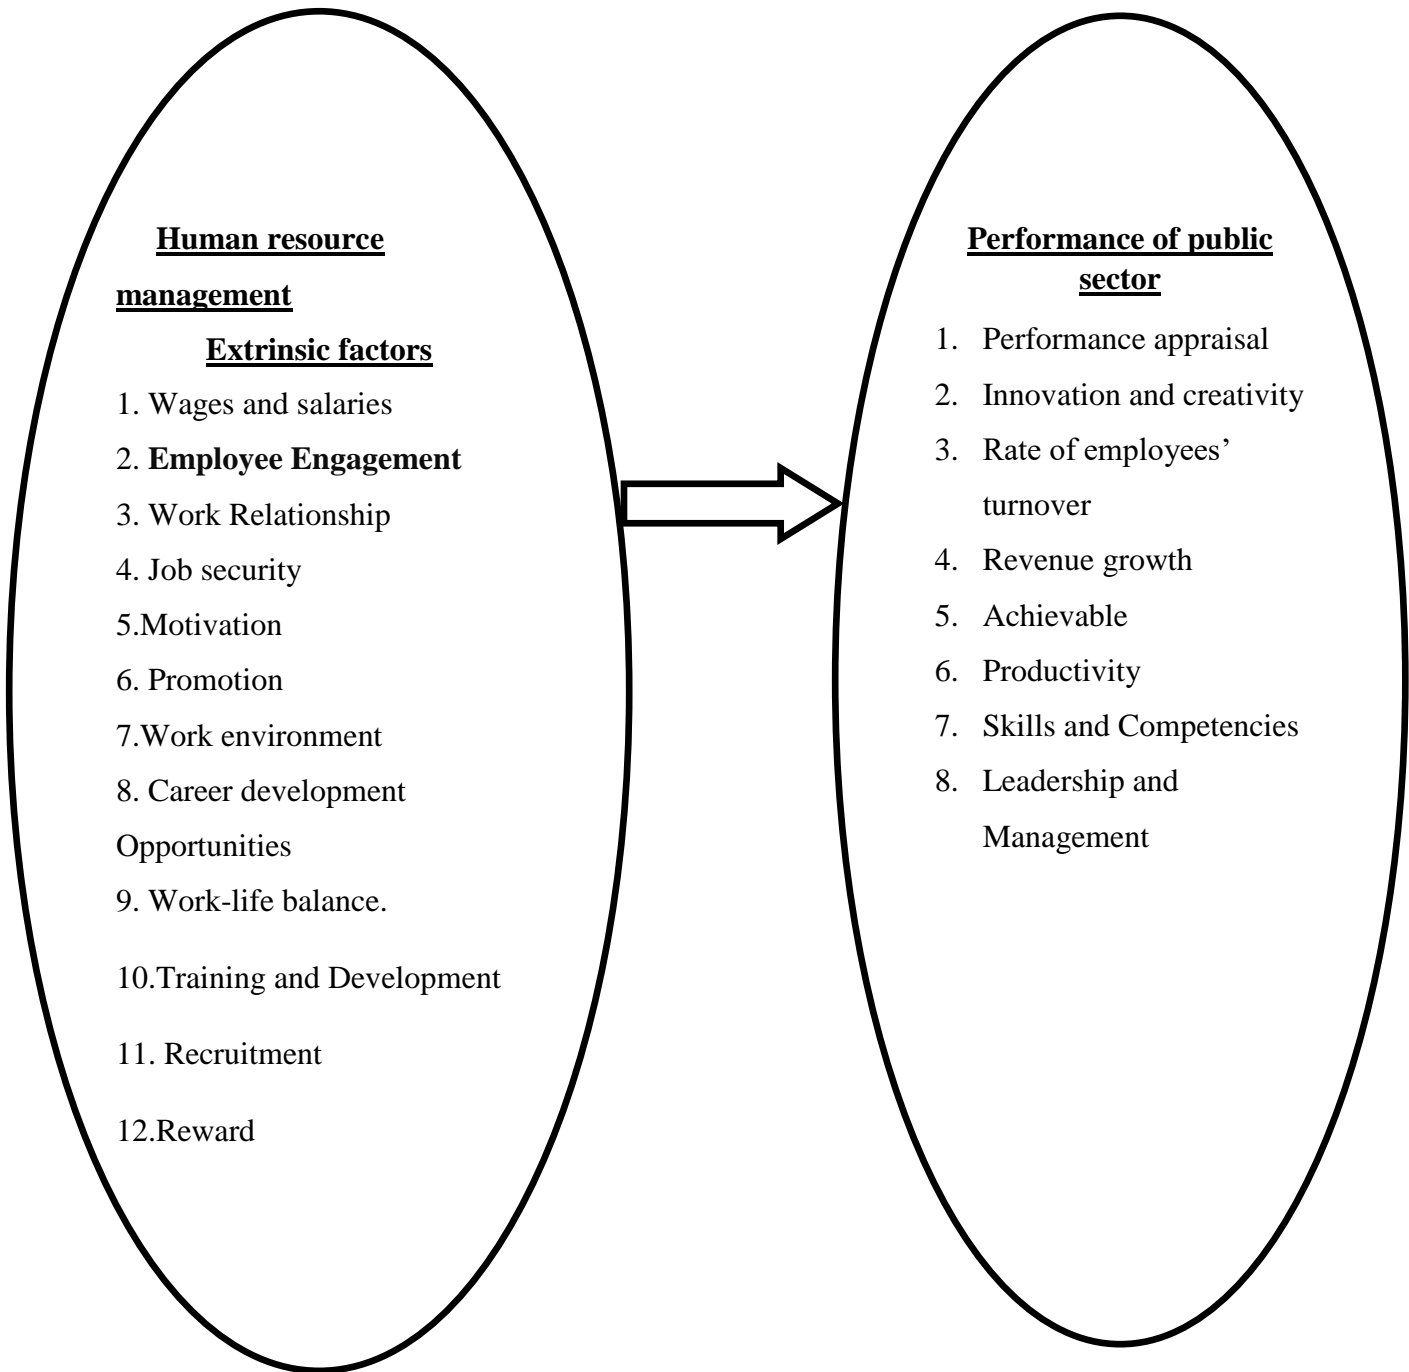 Human resource
management
Extrinsic factors
1. Wages and salaries
2. Employee Engagement
3. Work Relationship
4. Job security
5.Motivation
6. Promotion
7.Work environment
8. Career development
Opportunities
9. Work-life balance.
10.Training and Development
11. Recruitment
12.Reward
Performance of public
sector
1. Performance appraisal
2. Innovation and creativity
3. Rate of employees’
turnover
4. Revenue growth
5. Achievable
6. Productivity
7. Skills and Competencies
8. Leadership and
Management